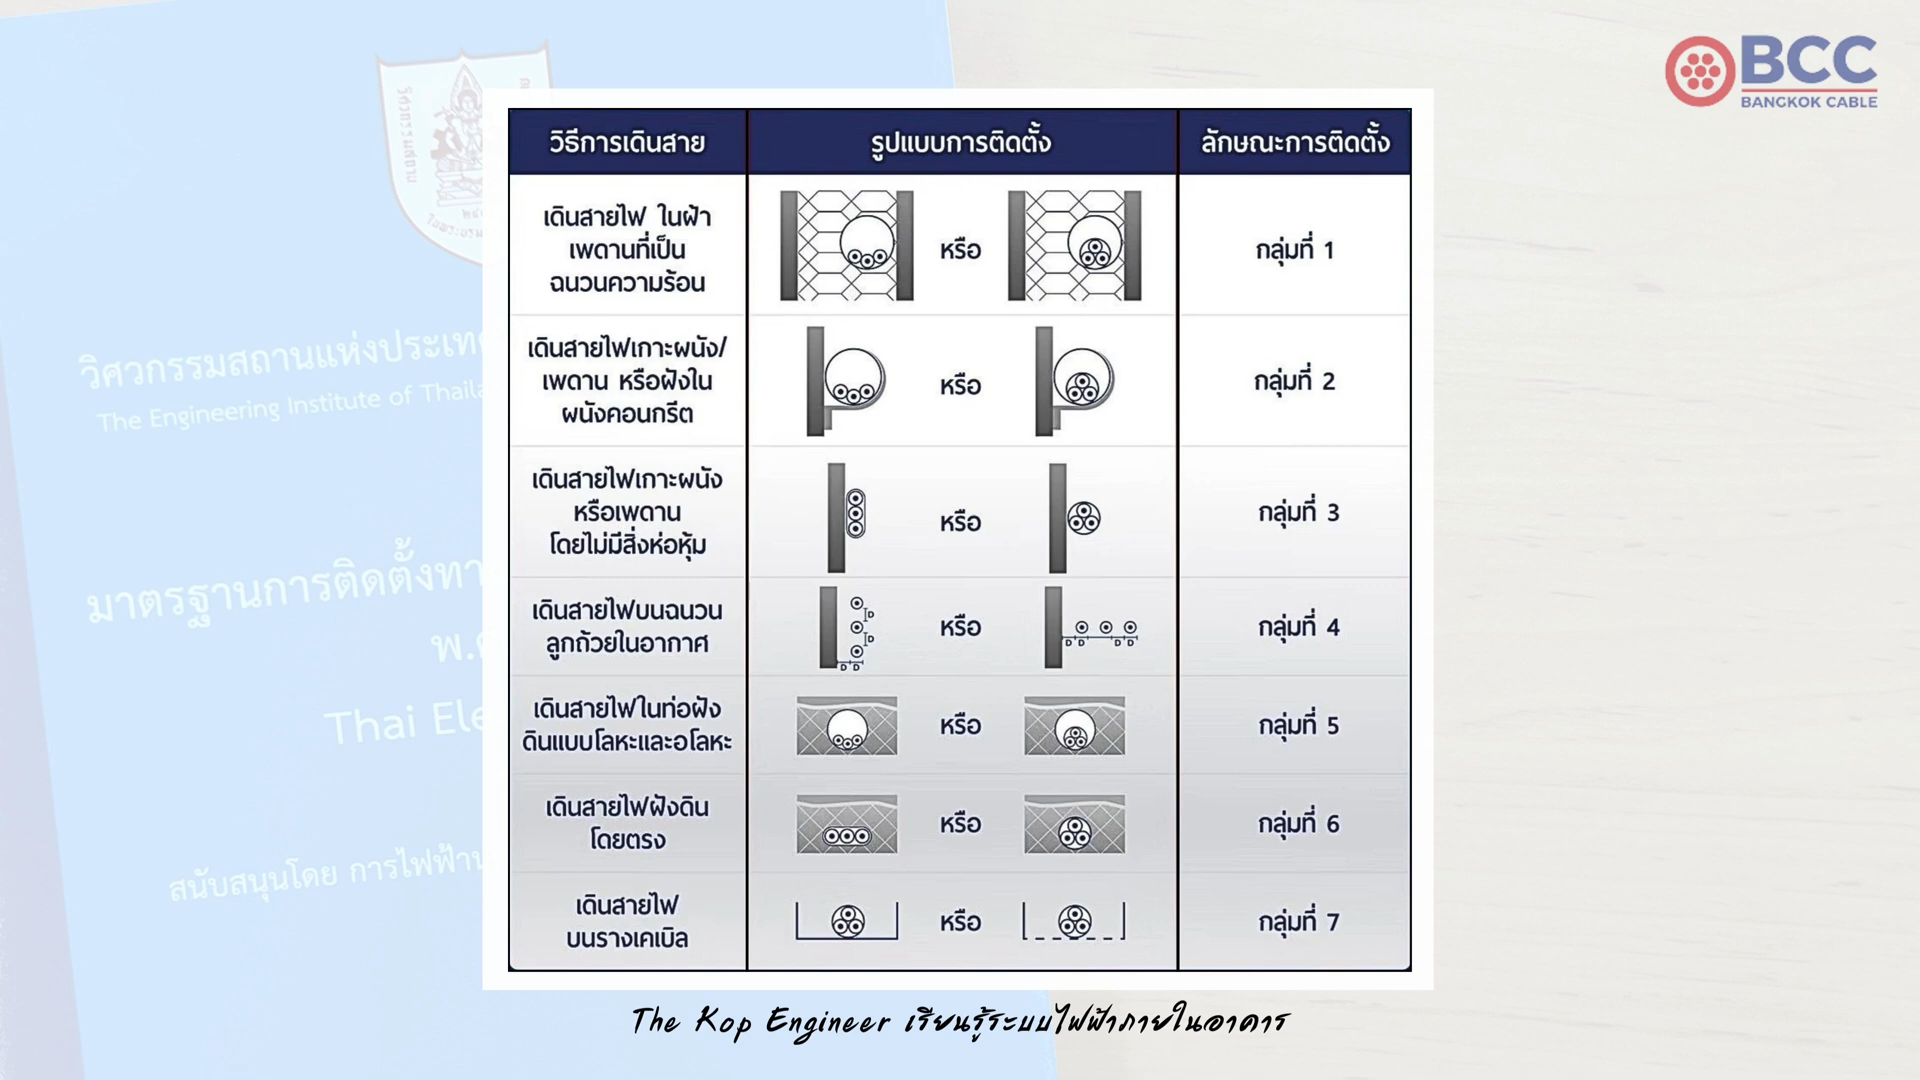 BCC
BANGKOK CABLE
วิศวกรรมสถาน
วิศวกรรมสถานแห่งประเทศ
The Engineering Institute of Thaila
มาตรฐานการติดตั้งทา
พ.
Thai Ele
สนับสนุนโดย การไฟฟ้าน
วิธีการเดินสาย รูปแบบการติดตั้ง ลักษณะการติดตั้ง
เดินสายไฟ ในฝ้า
เพดานที่เป็น
ฉนวนความร้อน
หรือ
กลุ่มที่ 1
เดินสายไฟเกาะผนัง/
เพดาน หรือฝังใน
ผนังคอนกรีต
หรือ
กลุ่มที่ 2
เดินสายไฟเกาะผนัง
หรือเพดาน
โดยไม่มีสิ่งห่อหุ้ม
หรือ
กลุ่มที่ 3
เดินสายไฟบนฉนวน
ลูกถ้วยในอากาศ
D
D
D D
หรือ
D D D D
กลุ่มที่ 4
เดินสายไฟในท่อฝัง
ดินแบบโลหะและอโลหะ
หรือ
กลุ่มที่ 5
เดินสายไฟฝังดิน
โดยตรง
หรือ
กลุ่มที่ 6
เดินสายไฟ
บนรางเคเบิล
หรือ
กลุ่มที่ 7
The Kop Engineer เรียนรู้ระบบไฟฟ้าภายในอาคาร